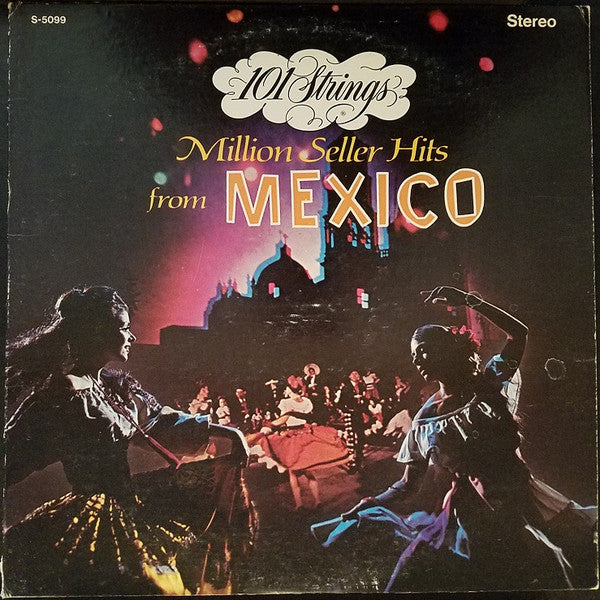 S-5099
Stereo
101 Strings
®
Million Seller Hits
from MEXICO